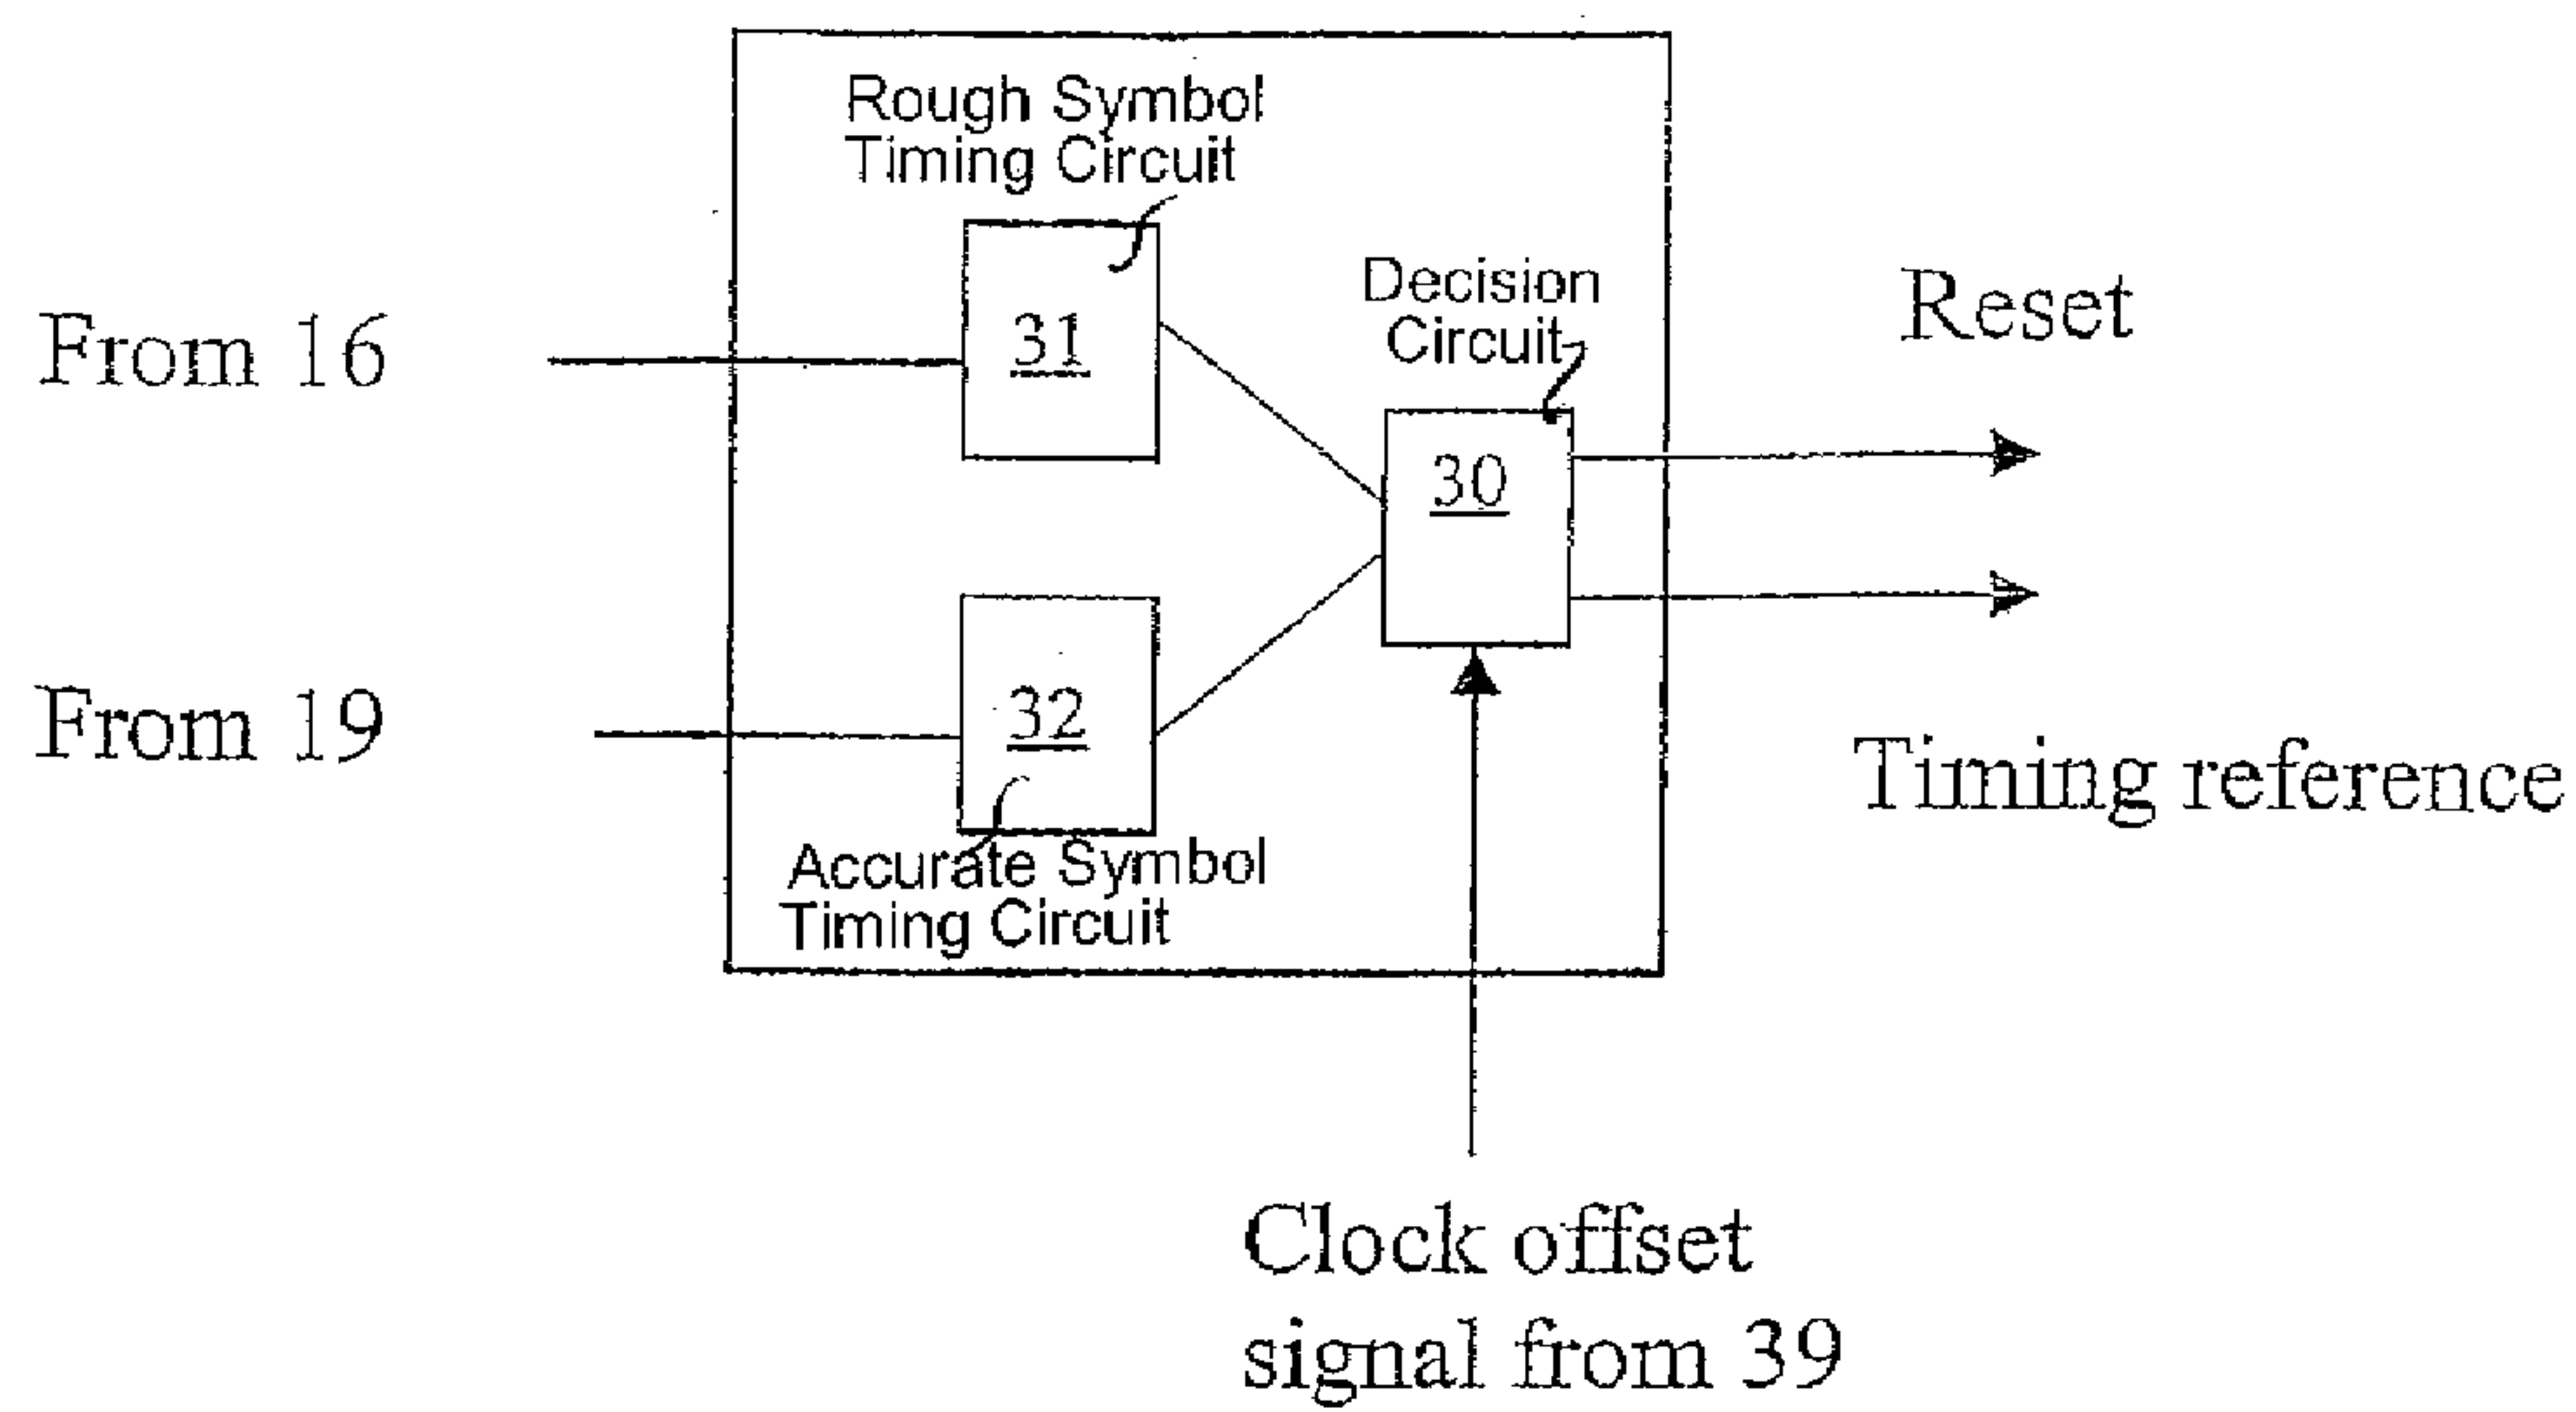 Rough Symbol
Timing Circuit
Decision
Circuit
Reset
From 16
31
30
From 19
32
Timing reference
Accurate Symbol
Timing Circuit
Clock offset
signal from 39